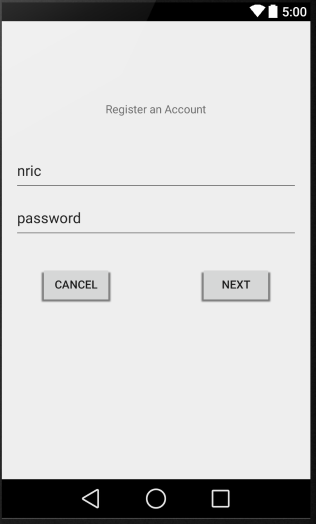 5:00
Register an Account
nric
password
CANCEL
NEXT